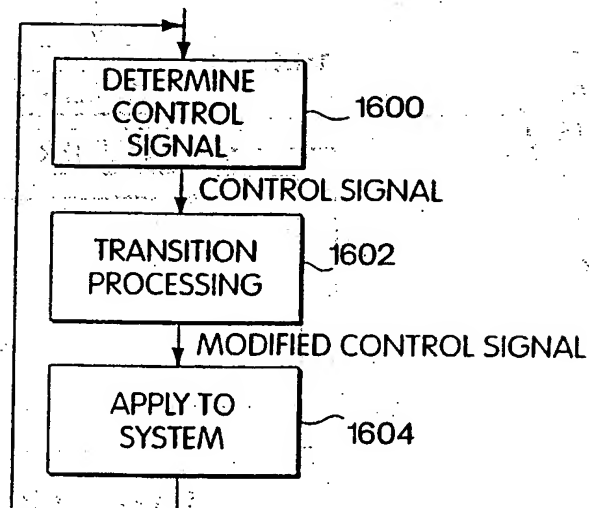 DETERMINE
CONTROL
SIGNAL
1600
CONTROL SIGNAL
TRANSITION
PROCESSING
1602
MODIFIED CONTROL SIGNAL
APPLY TO
SYSTEM
1604